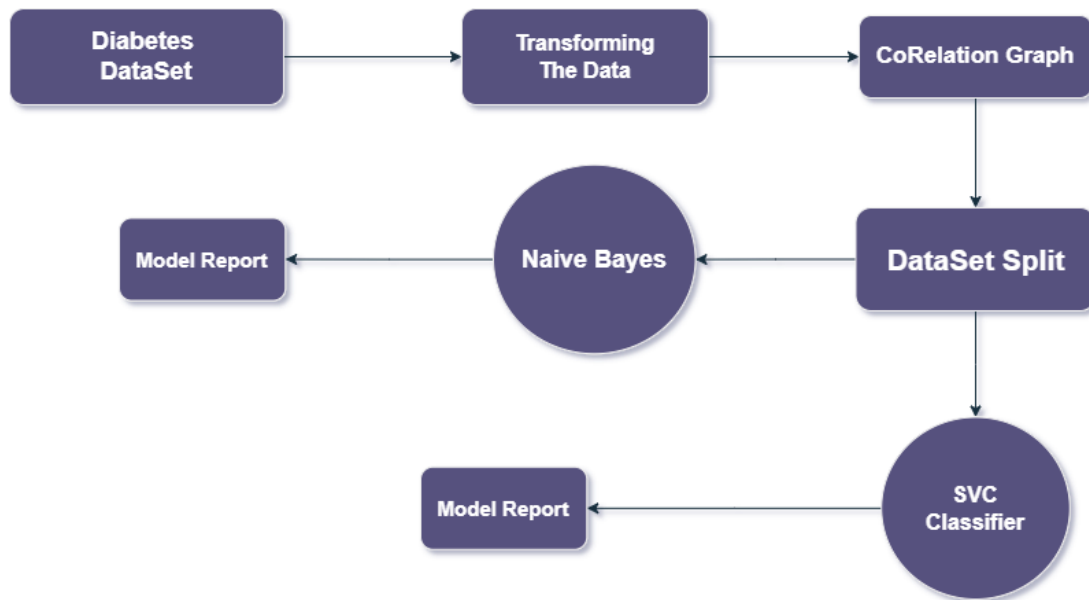 Diabetes
DataSet
Transforming
The Data
CoRelation Graph
Model Report
Naive Bayes
DataSet Split
Model Report
SVC
Classifier